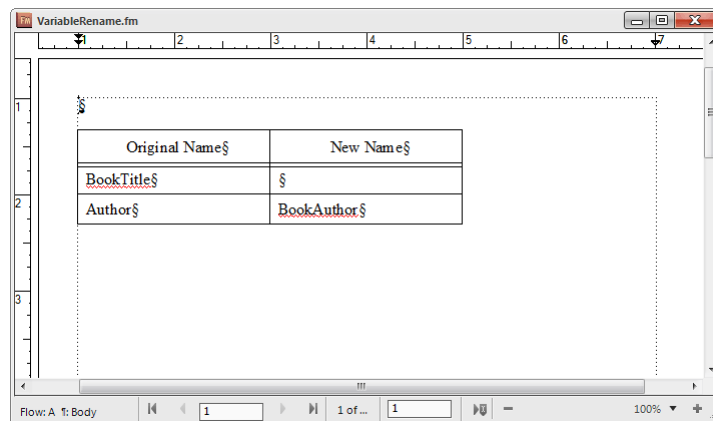 Fm VariableRename.fm
1 2 3 4 5 6 7
1
§
Original Name§ New Name§
BookTitle§ §
2
Author§ BookAuthor§
3
Flow: A ¶: Body 1 1 of... 1 100%